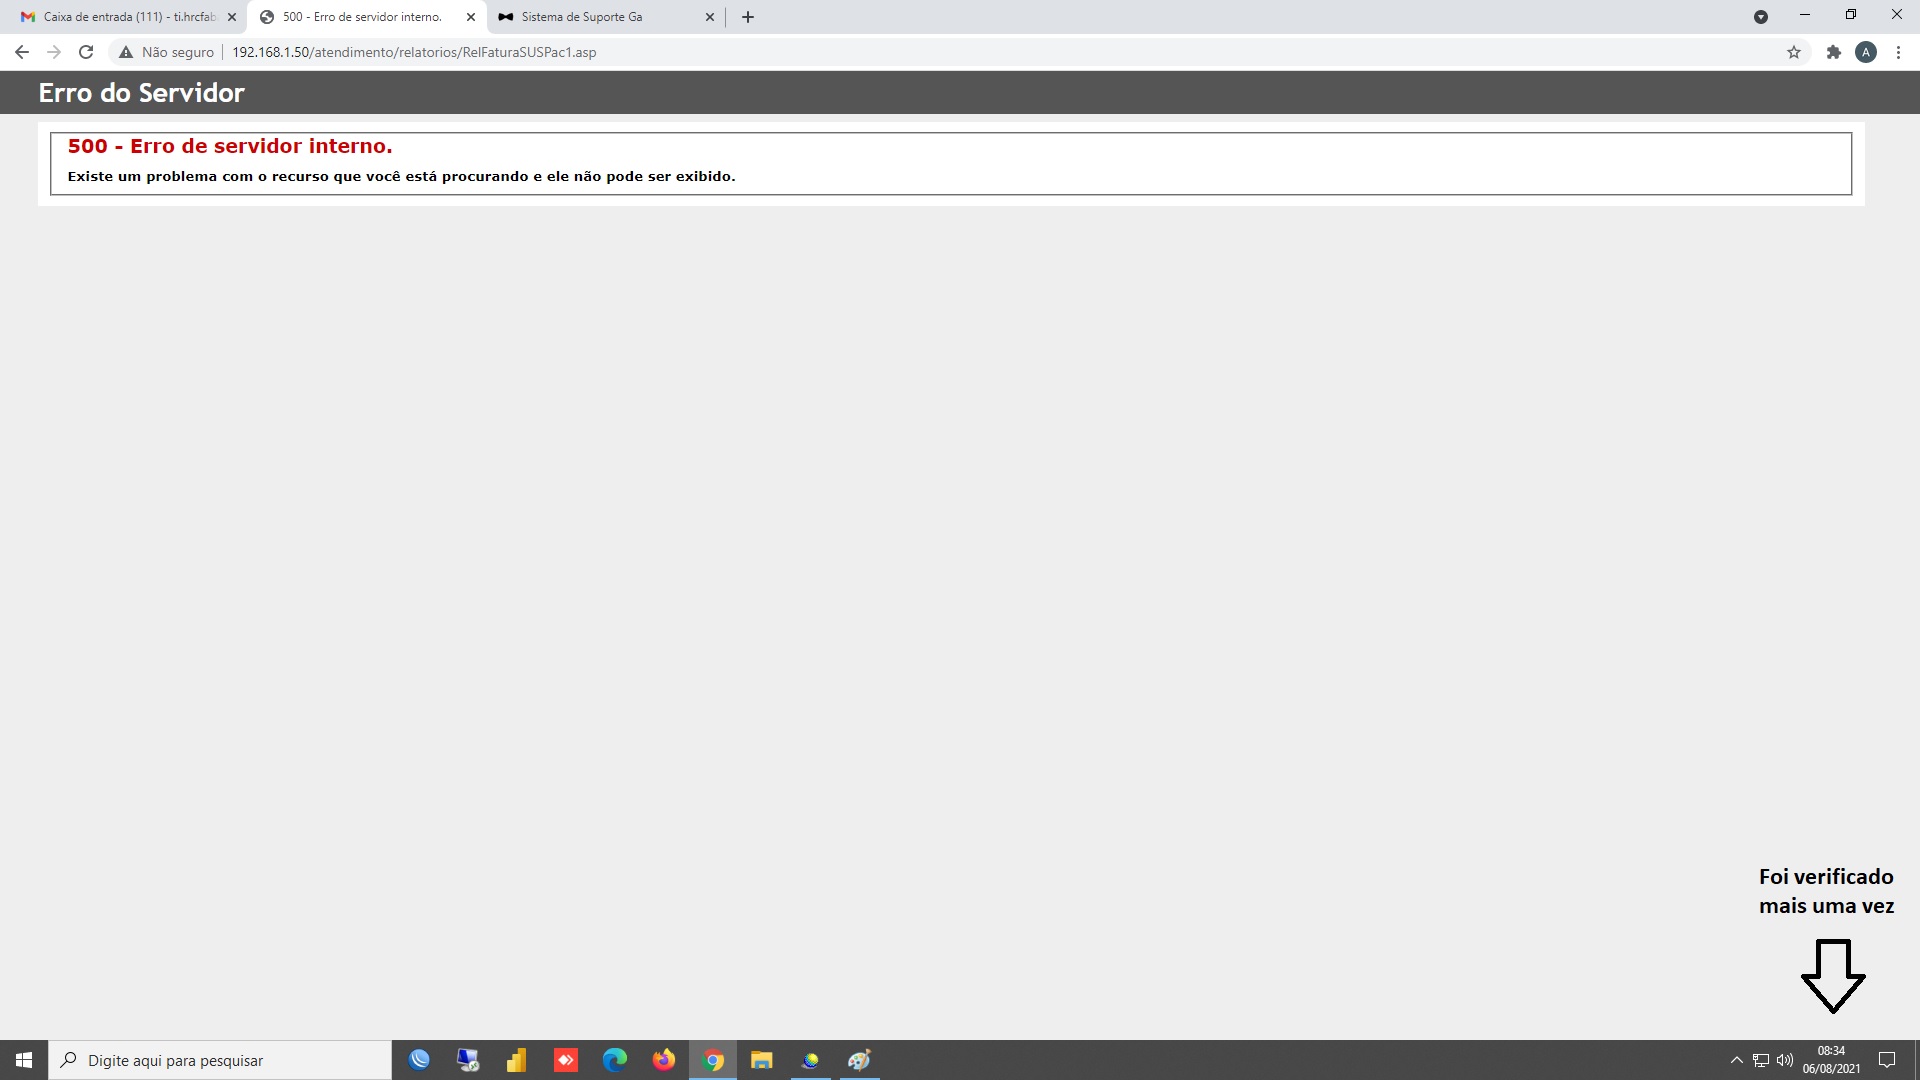 Caixa de entrada (111) - ti.hrcfab
500 - Erro de servidor interno.
Sistema de Suporte Ga
Não seguro
192.168.1.50/atendimento/relatorios/RelFaturaSUSPac1.asp
A
Erro do Servidor
500 - Erro de servidor interno.
Existe um problema com o recurso que você está procurando e ele não pode ser exibido.
Foi verificado
mais uma vez
Digite aqui para pesquisar
08:34
06/08/2021